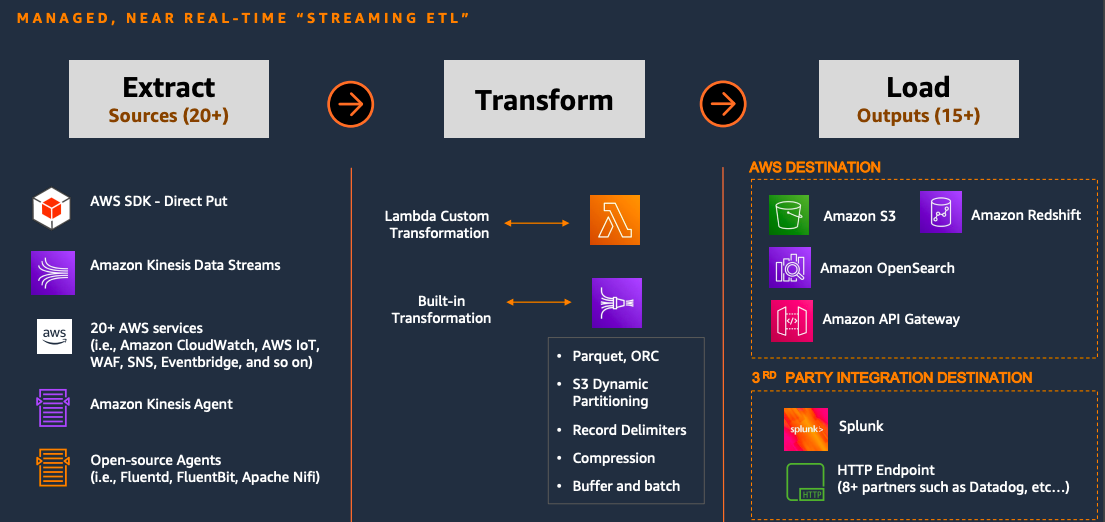 MANAGED, NEAR REAL-TIME “STREAMING ETL”
Extract
Sources (20+)
Transform
Load
Outputs (15+)
AWS SDK - Direct Put
Amazon Kinesis Data Streams
aws
20+ AWS services
(i.e., Amazon CloudWatch, AWS IoT,
WAF, SNS, Eventbridge, and so on)
Amazon Kinesis Agent
Open-source Agents
(i.e., Fluentd, FluentBit, Apache Nifi)
Lambda Custom
Transformation
Built-in
Transformation
• Parquet, ORC
• S3 Dynamic
Partitioning
• Record Delimiters
• Compression
• Buffer and batch
AWS DESTINATION
Amazon S3
Amazon Redshift
Amazon OpenSearch
Amazon API Gateway
3RD PARTY INTEGRATION DESTINATION
splunk>
Splunk
HTTP
HTTP Endpoint
(8+ partners such as Datadog, etc...)